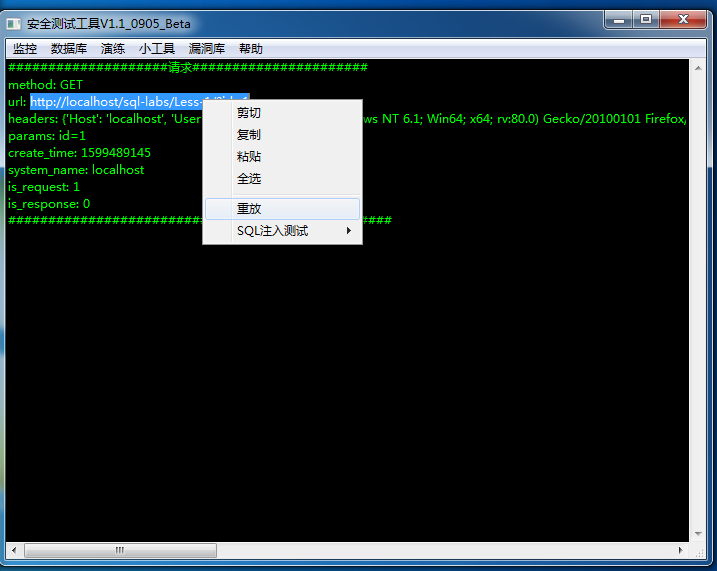 安全测试工具V1.1_0905_Beta
监控 数据库 演练 小工具 漏洞库 帮助
####################请求######################
method: GET
url: http://localhost/sql-labs/Less-
headers: {'Host': 'localhost', 'User ws NT 6.1; Win64; x64; rv:80.0) Gecko/20100101 Firefox/
params: id=1
create_time: 1599489145
system_name: localhost
is_request: 1
is_response: 0
剪切
复制
粘贴
全选
重放
SQL注入测试